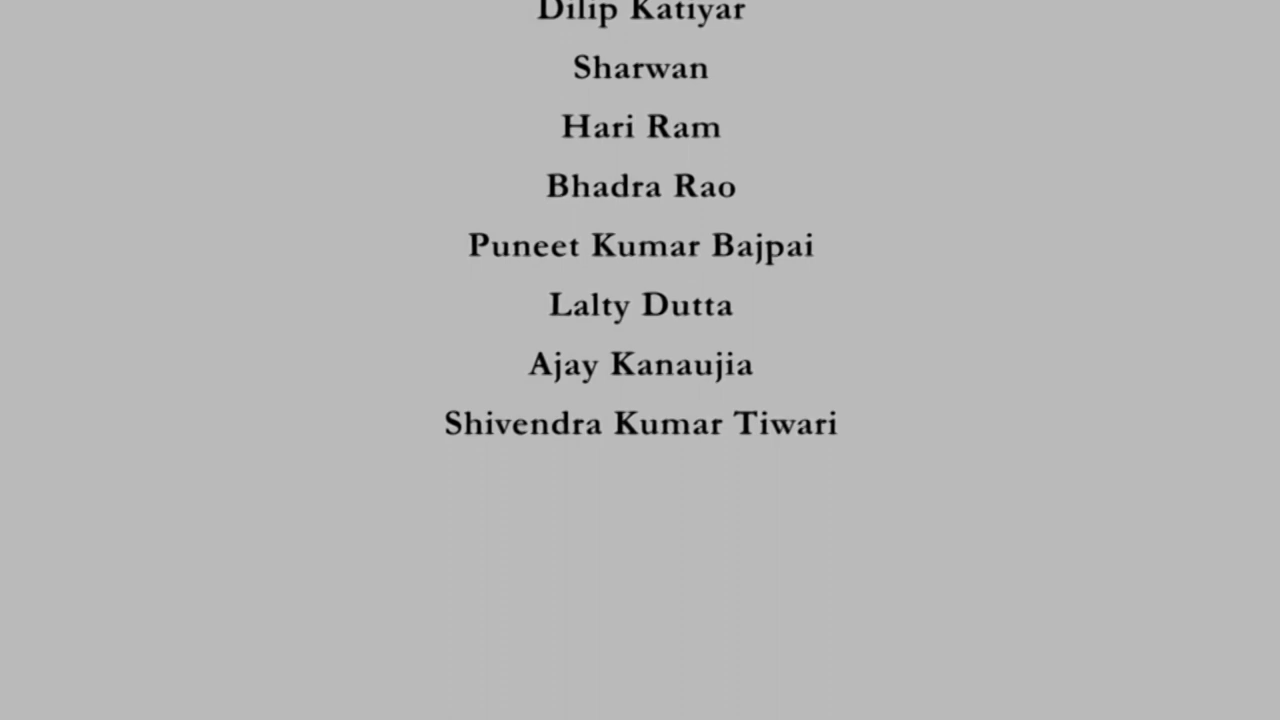 Dilip Katiyar
Sharwan
Hari Ram
Bhadra Rao
Puneet Kumar Bajpai
Lalty Dutta
Ajay Kanaujia
Shivendra Kumar Tiwari